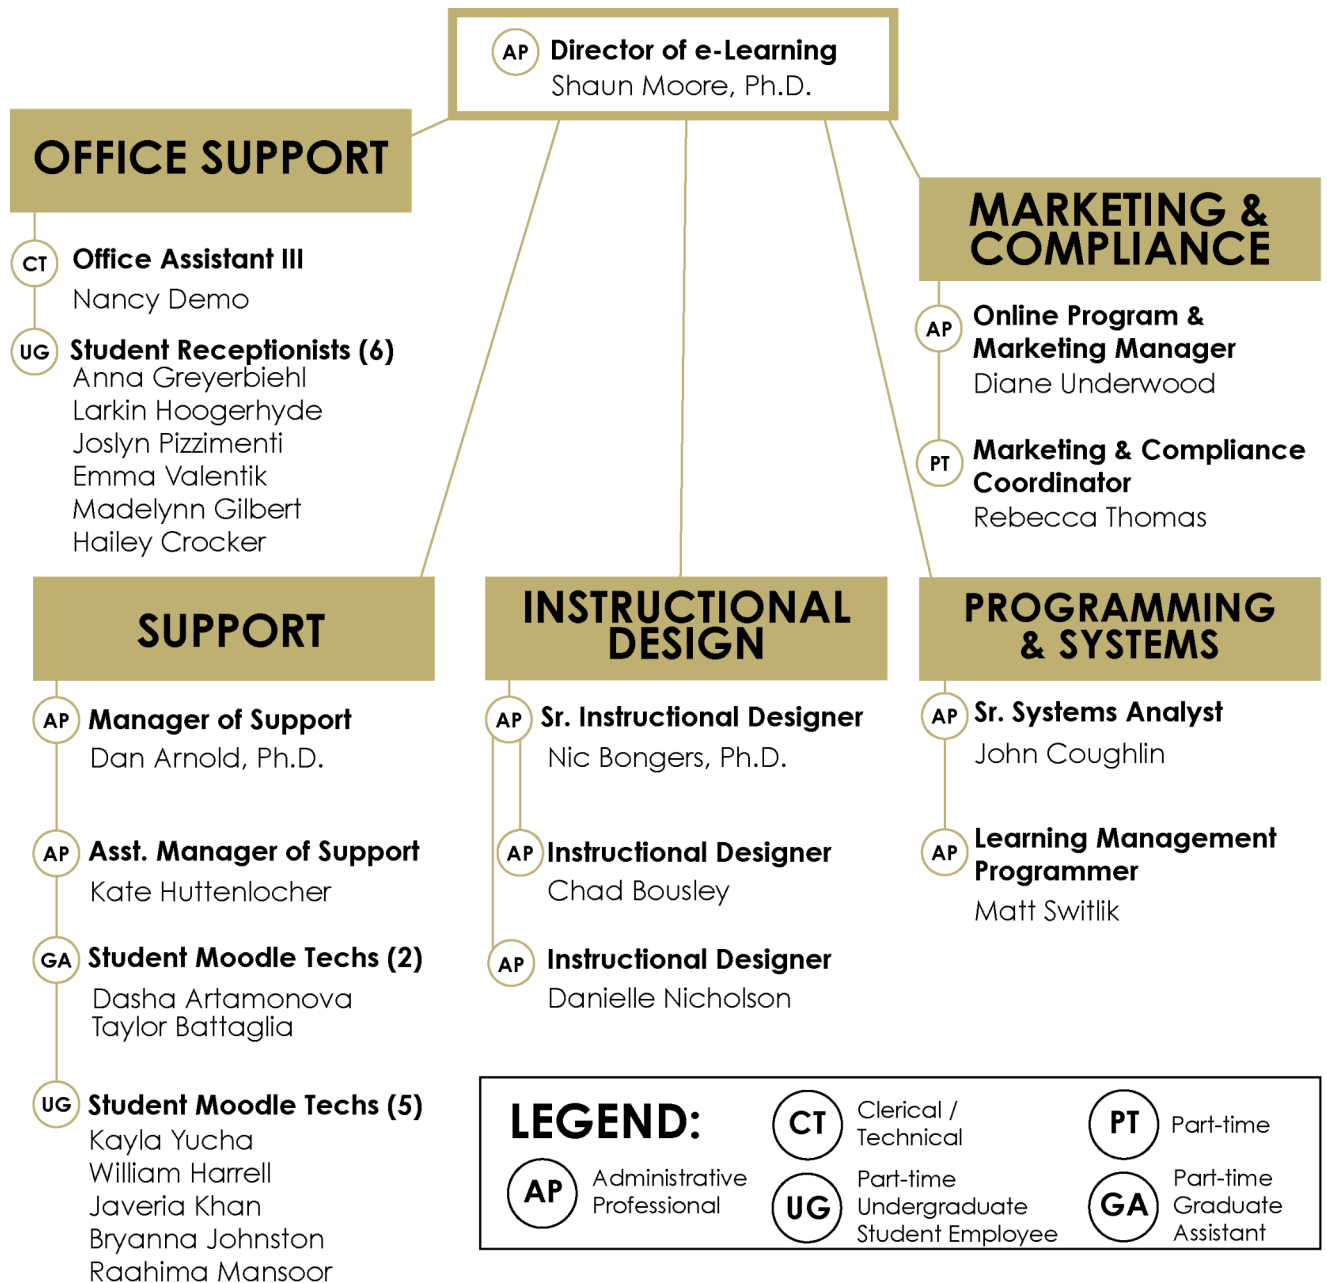 AP Director of e-Learning
Shaun Moore, Ph.D.
OFFICE SUPPORT
CT Office Assistant III
Nancy Demo
UG Student Receptionists (6)
Anna Greyerbiehl
Larkin Hoogerhyde
Joslyn Pizzimenti
Emma Valentik
Madelynn Gilbert
Hailey Crocker
MARKETING &
COMPLIANCE
AP Online Program &
Marketing Manager
Diane Underwood
PT Marketing & Compliance
Coordinator
Rebecca Thomas
SUPPORT
AP Manager of Support
Dan Arnold, Ph.D.
AP Asst. Manager of Support
Kate Huttenlocher
GA Student Moodle Techs (2)
Dasha Artamonova
Taylor Battaglia
UG Student Moodle Techs (5)
Kayla Yucha
William Harrell
Javeria Khan
Bryanna Johnston
Raahima Mansoor
INSTRUCTIONAL
DESIGN
AP Sr. Instructional Designer
Nic Bongers, Ph.D.
AP Instructional Designer
Chad Bousley
AP Instructional Designer
Danielle Nicholson
PROGRAMMING
& SYSTEMS
AP Sr. Systems Analyst
John Coughlin
AP Learning Management
Programmer
Matt Switlik
LEGEND:
AP Administrative
Professional
CT Clerical /
Technical
UG Part-time
Undergraduate
Student Employee
PT Part-time
GA Part-time
Graduate
Assistant